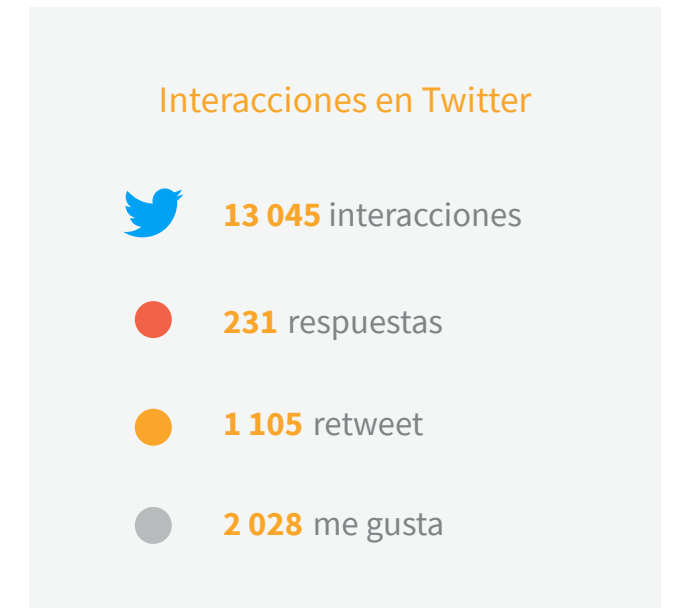 Interacciones en Twitter
13 045 interacciones
231 respuestas
1 105 retweet
2 028 me gusta